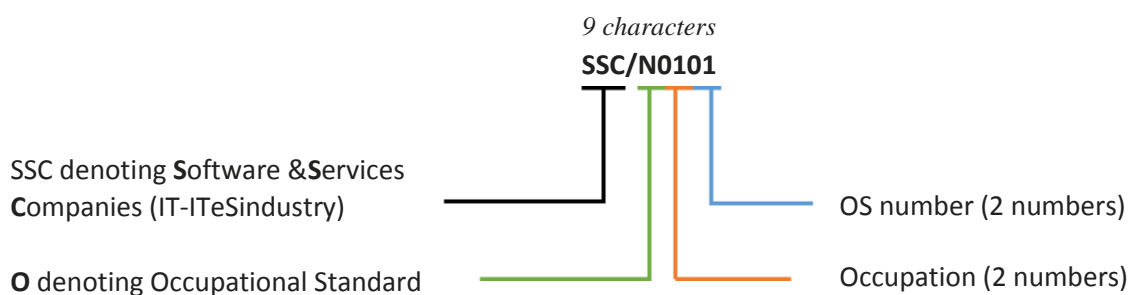 9 characters
SSC/N0101
SSC denoting Software &Services
Companies (IT-ITeSindustry)
OS number (2 numbers)
O denoting Occupational Standard
Occupation (2 numbers)